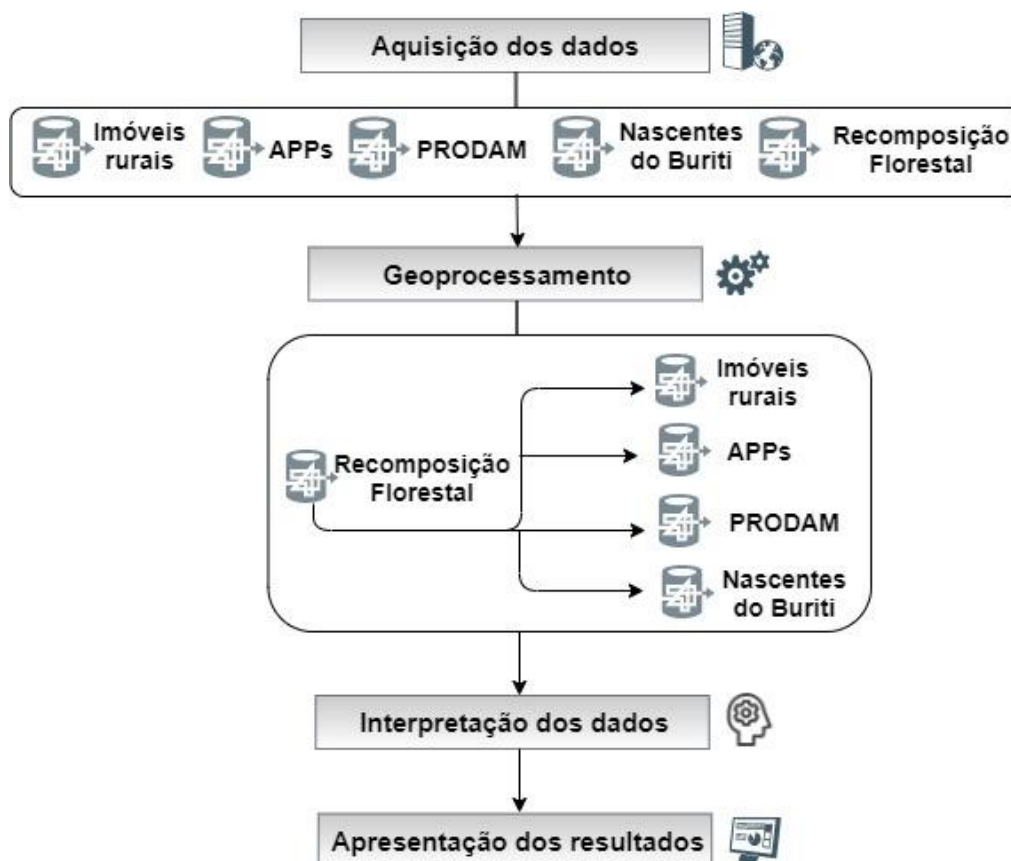 Aquisição dos dados
Imóveis
rurais
APPs
PRODAM
Nascentes
do Buriti
Recomposição
Florestal
Geoprocessamento
Recomposição
Florestal
Imóveis
rurais
APPs
PRODAM
Nascentes
do Buriti
Interpretação dos dados
Apresentação dos resultados